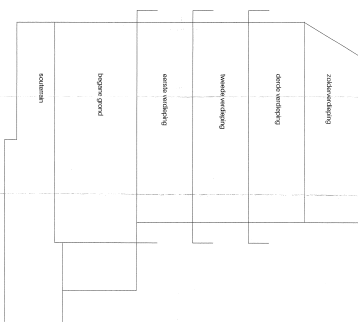 souterrain
begane grond
eerste verdieping
tweede verdieping
derde verdieping
zolderverdieping